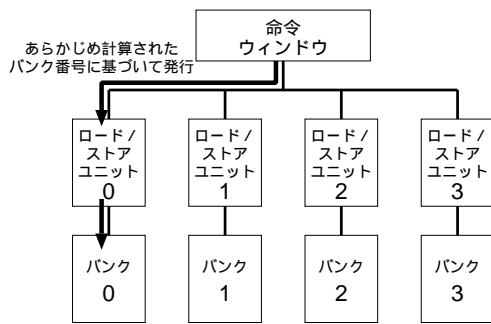 命令
ウィンドウ
あらかじめ計算された
バンク番号に基づいて発行
ロード/
ストア
ユニット
0
ロード/
ストア
ユニット
1
ロード/
ストア
ユニット
2
ロード/
ストア
ユニット
3
バンク
0
バンク
1
バンク
2
バンク
3